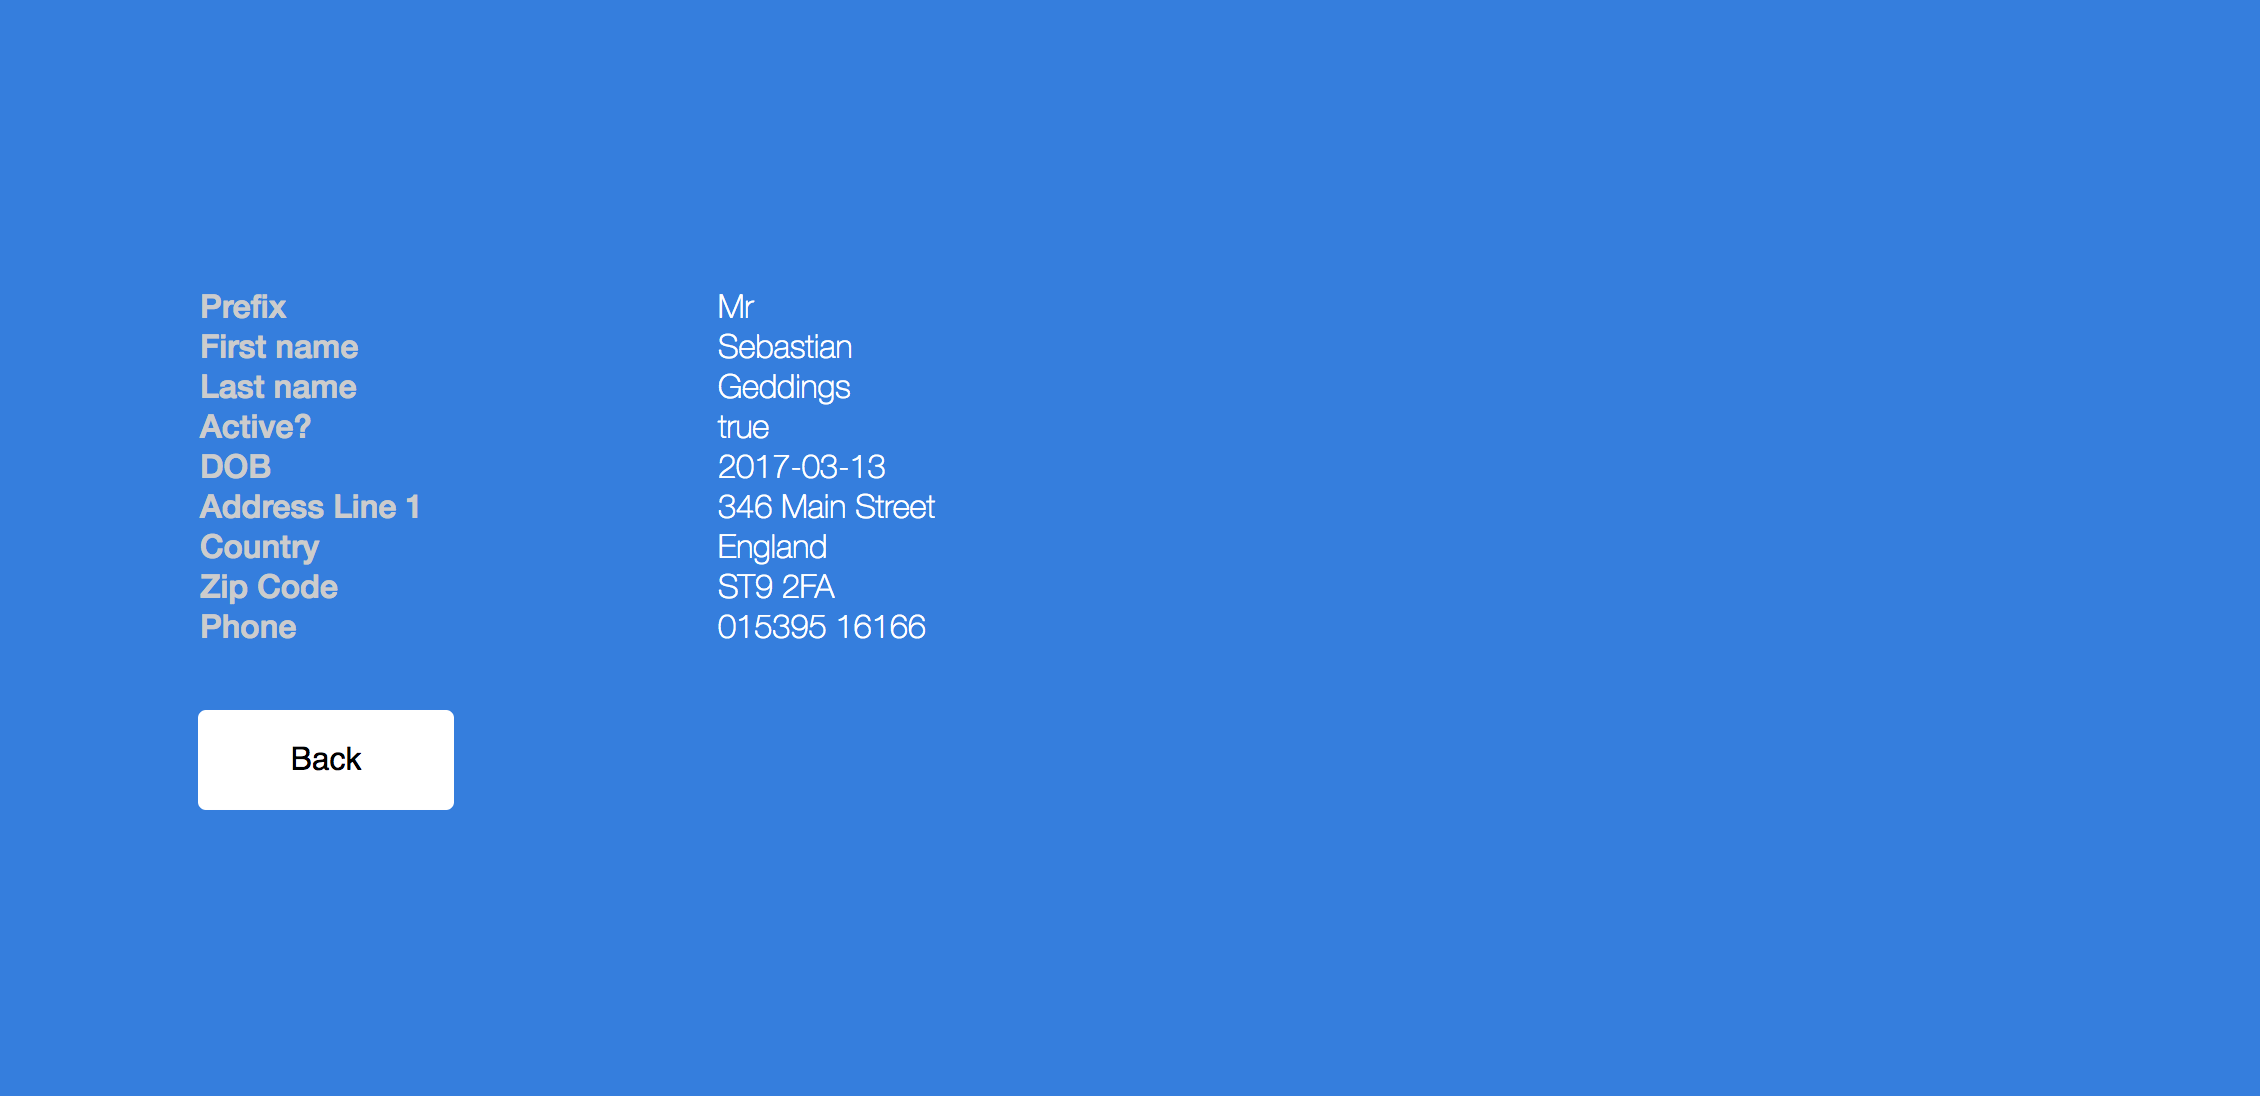 Prefix Mr
First name Sebastian
Last name Geddings
Active? true
DOB 2017-03-13
Address Line 1 346 Main Street
Country England
Zip Code ST9 2FA
Phone 015395 16166
Back